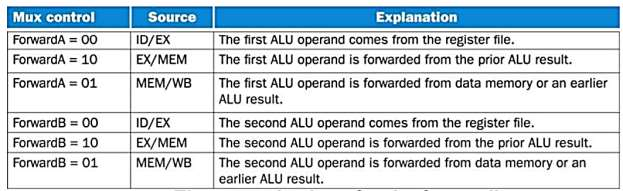 Mux control Source Explanation
ForwardA = 00 ID/EX The first ALU operand comes from the register file.
ForwardA = 10 EX/MEM The first ALU operand is forwarded from the prior ALU result.
ForwardA = 01 MEM/WB The first ALU operand is forwarded from data memory or an earlier
ALU result.
ForwardB = 00 ID/EX The second ALU operand comes from the register file.
ForwardB = 10 EX/MEM The second ALU operand is forwarded from the prior ALU result.
ForwardB = 01 MEM/WB The second ALU operand is forwarded from data memory or an
earlier ALU result.